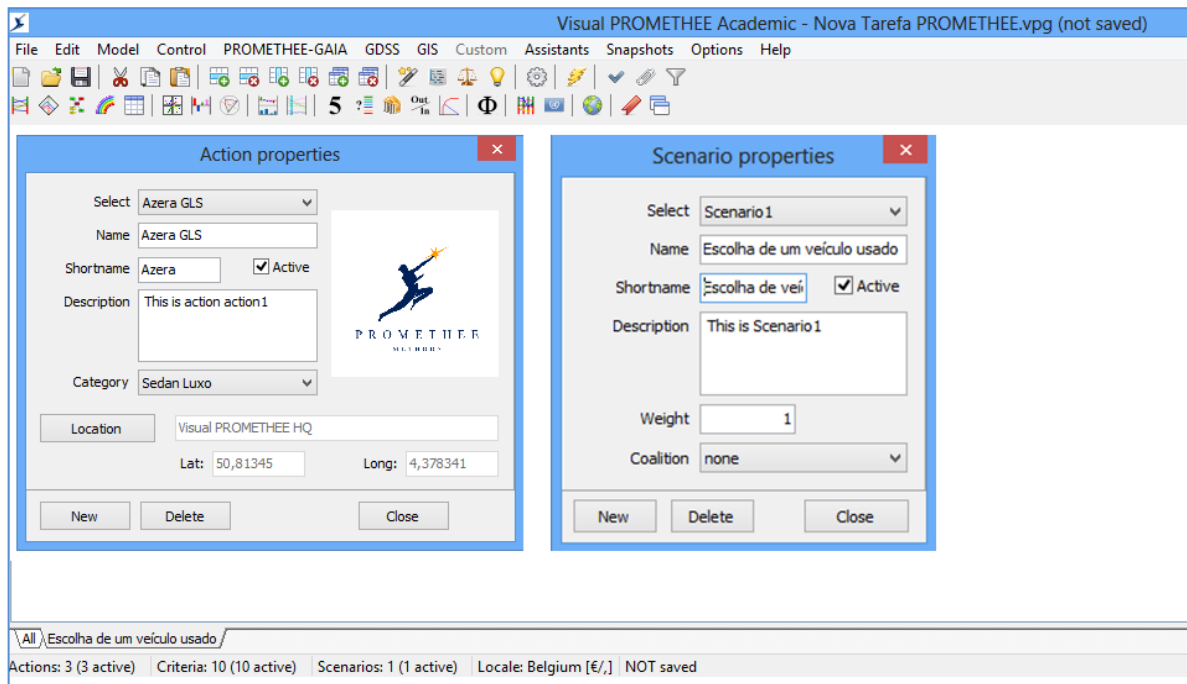 Visual PROMETHEE Academic - Nova Tarefa PROMETHEE.vpg (not saved)
File Edit Model Control PROMETHEE-GAIA GDSS GIS Custom Assistants Snapshots Options Help
5 Out In Φ
Action properties
Select Azera GLS
Name Azera GLS
Shortname Azera Active
Description This is action action1
PROMETHEE
METHODS
Category Sedan Luxo
Location Visual PROMETHEE HQ
Lat: 50,81345 Long: 4,378341
New Delete Close
Scenario properties
Select Scenario1
Name Escolha de um veículo usado
Shortname Escolha de veí Active
Description This is Scenario1
Weight 1
Coalition none
New Delete Close
All Escolha de um veículo usado
Actions: 3 (3 active) Criteria: 10 (10 active) Scenarios: 1 (1 active) Locale: Belgium [€/,] NOT saved